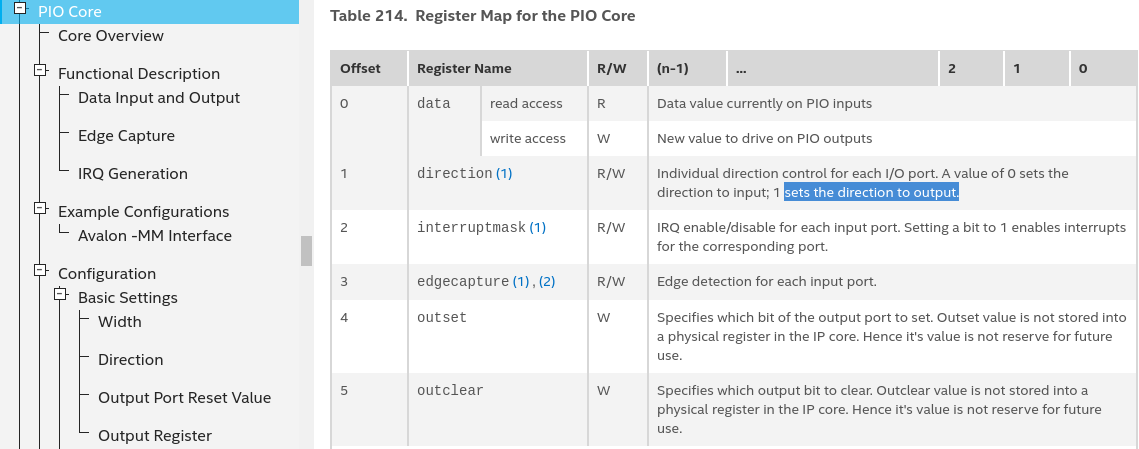 PIO Core
Core Overview
Functional Description
Data Input and Output
Edge Capture
IRQ Generation
Example Configurations
Avalon -MM Interface
Configuration
Basic Settings
Width
Direction
Output Port Reset Value
Output Register
Table 214. Register Map for the PIO Core
Offset Register Name R/W (n-1) ... 2 1 0
0 data read access R Data value currently on PIO inputs
write access W New value to drive on PIO outputs
1 direction (1) R/W Individual direction control for each I/O port. A value of 0 sets the
direction to input; 1 sets the direction to output.
2 interruptmask (1) R/W IRQ enable/disable for each input port. Setting a bit to 1 enables interrupts
for the corresponding port.
3 edgecapture (1) , (2) R/W Edge detection for each input port.
4 outset W Specifies which bit of the output port to set. Outset value is not stored into
a physical register in the IP core. Hence it's value is not reserve for future
use.
5 outclear W Specifies which output bit to clear. Outclear value is not stored into a
physical register in the IP core. Hence it's value is not reserve for future
use.